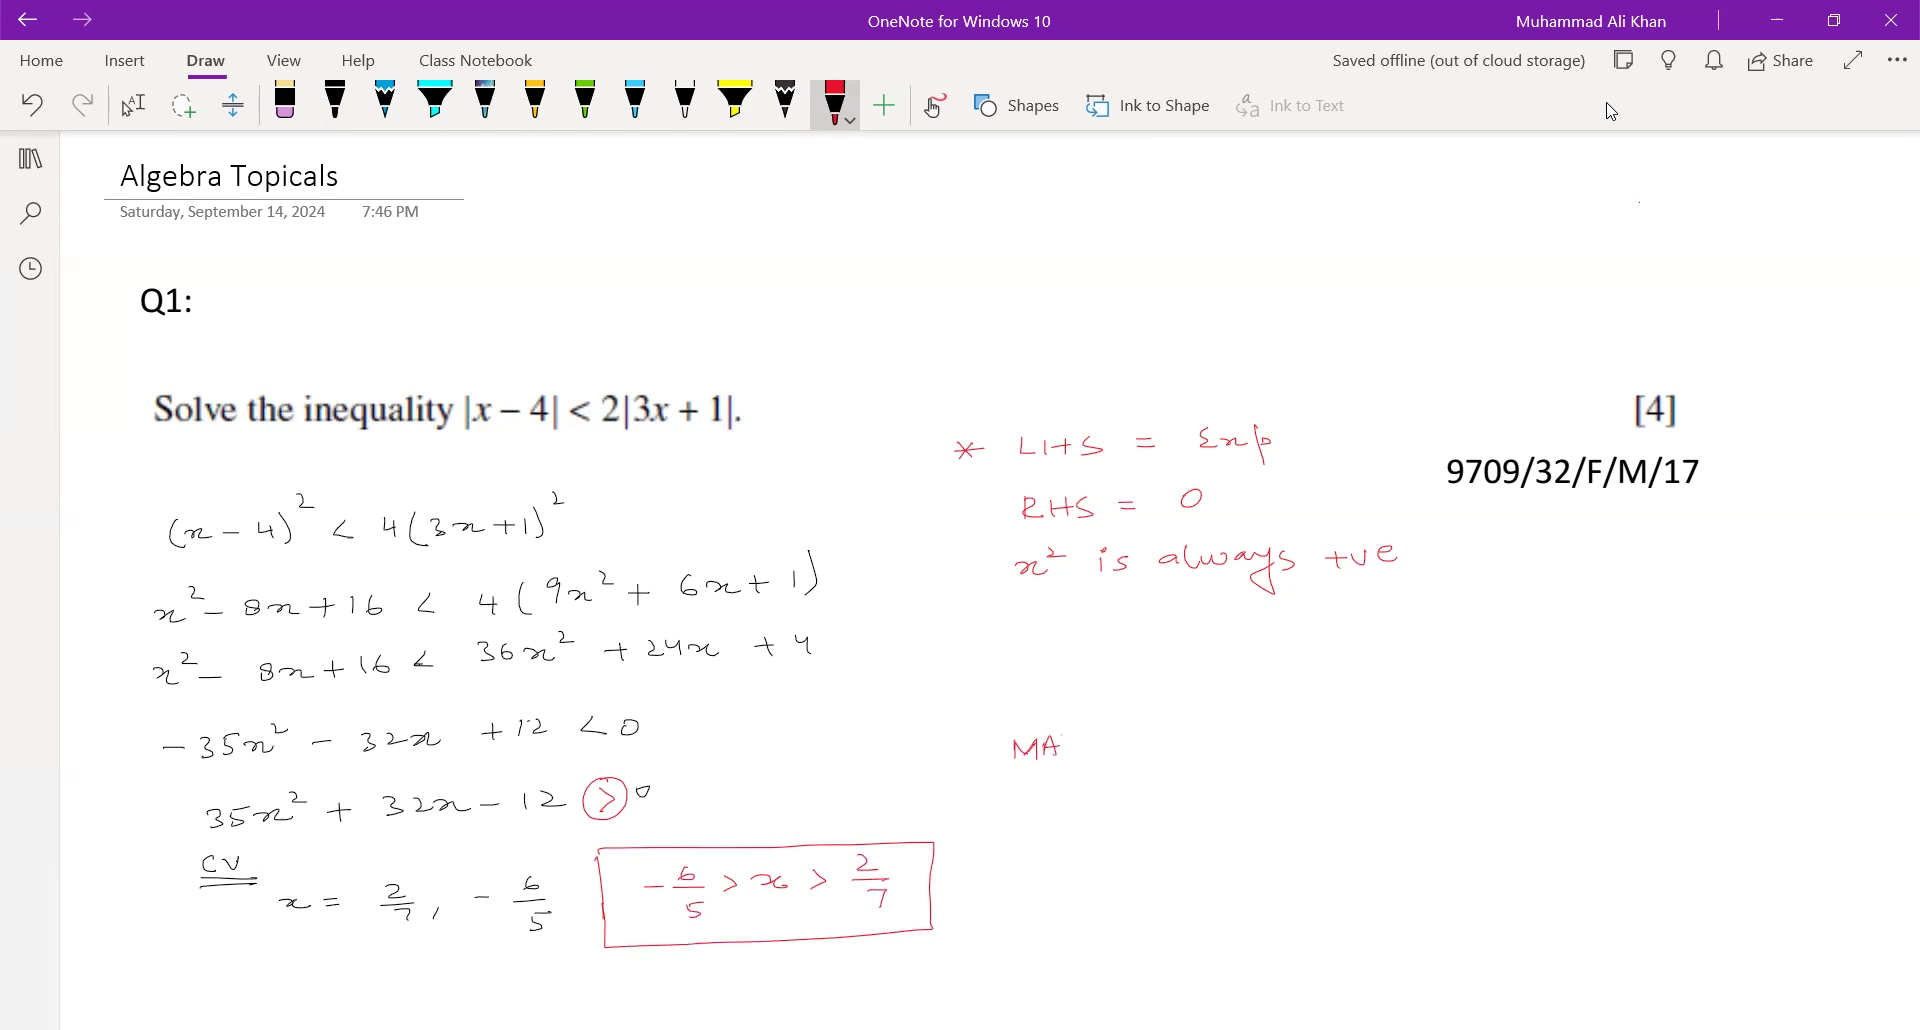 OneNote for Windows 10
Muhammad Ali Khan
Home Insert Draw View Help Class Notebook
Saved offline (out of cloud storage) Share
Shapes Ink to Shape Ink to Text
Algebra Topicals
Saturday, September 14, 2024 7:46 PM
Q1:
Solve the inequality |x – 4| < 2|3x + 1|. [4]
9709/32/F/M/17
(x - 4)² < 4(3x+1)²
x² - 8x + 16 < 4(9x² + 6x + 1)
x² - 8x + 16 < 36x² + 24x + 4
-35x² - 32x + 12 < 0
35x² + 32x - 12 > 0
CV
x = 2/7, -6/5
-6/5 > x > 2/7
* LHS = Exp
RHS = 0
x² is always +ve
MA